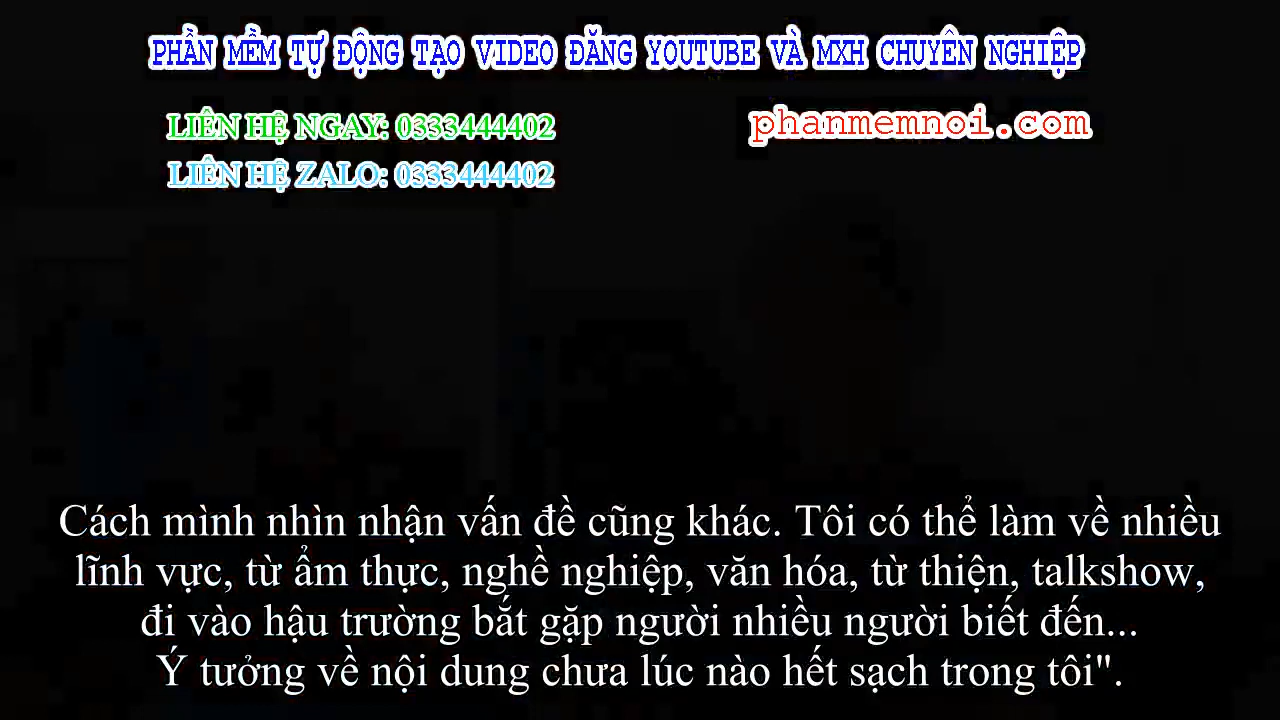 PHẦN MỀM TỰ ĐỘNG TẠO VIDEO ĐĂNG YOUTUBE VÀ MXH CHUYÊN NGHIỆP
LIÊN HỆ NGAY: 0333444402
phanmemnoi.com
LIÊN HỆ ZALO: 0333444402
Cách mình nhìn nhận vấn đề cũng khác. Tôi có thể làm về nhiều
lĩnh vực, từ ẩm thực, nghề nghiệp, văn hóa, từ thiện, talkshow,
đi vào hậu trường bắt gặp người nhiều người biết đến...
Ý tưởng về nội dung chưa lúc nào hết sạch trong tôi".